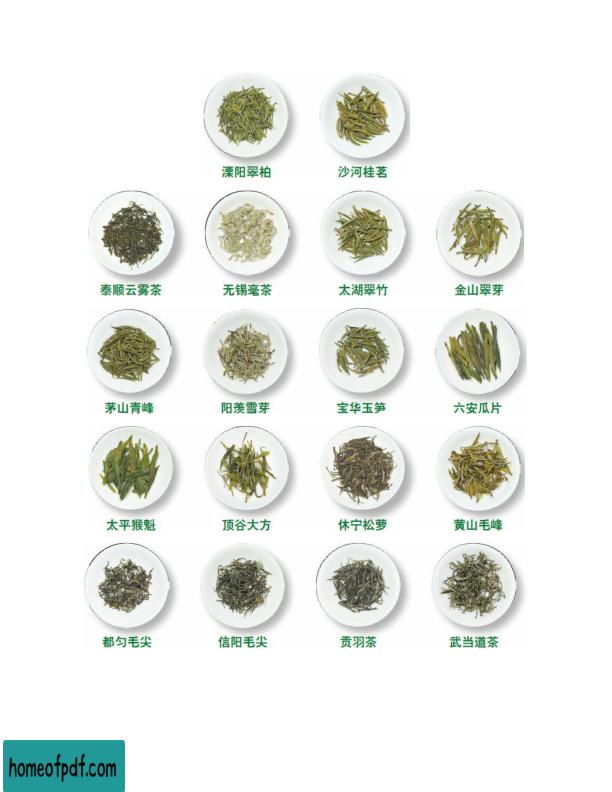 溧阳翠柏 沙河桂茗
泰顺云雾茶 无锡毫茶 太湖翠竹 金山翠芽
茅山青峰 阳羡雪芽 宝华玉笋 六安瓜片
太平猴魁 顶谷大方 休宁松萝 黄山毛峰
都匀毛尖 信阳毛尖 贡羽茶 武当道茶
homeofpdf.com